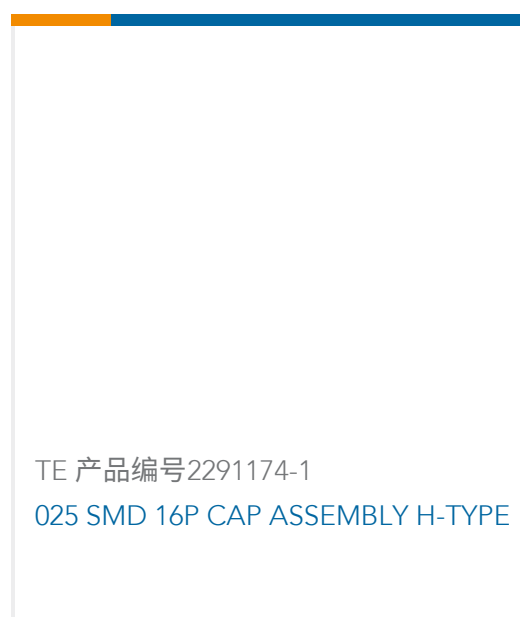 TE 产品编号2291174-1
025 SMD 16P CAP ASSEMBLY H-TYPE